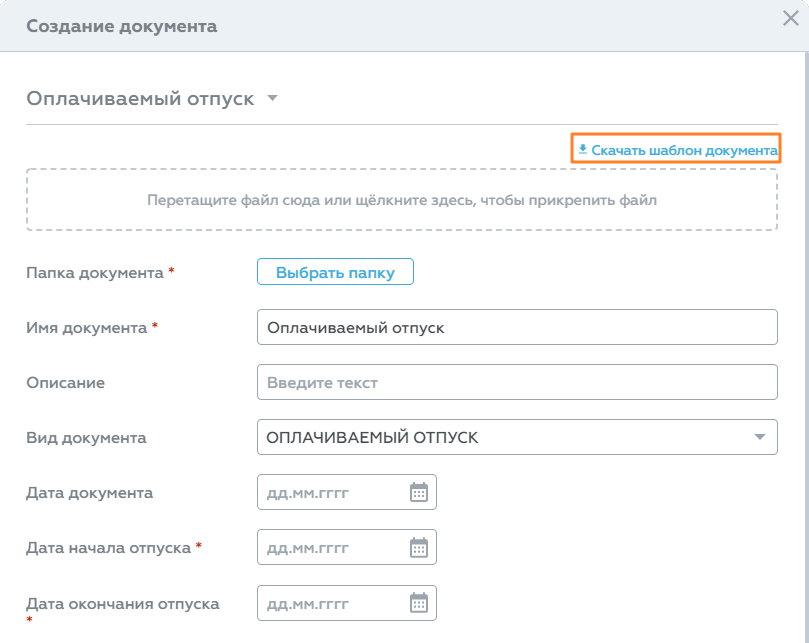 Создание документа
Оплачиваемый отпуск
Скачать шаблон документа
Перетащите файл сюда или щёлкните здесь, чтобы прикрепить файл
Папка документа * Выбрать папку
Имя документа * Оплачиваемый отпуск
Описание Введите текст
Вид документа ОПЛАЧИВАЕМЫЙ ОТПУСК
Дата документа дд.мм.гггг
Дата начала отпуска * дд.мм.гггг
Дата окончания отпуска дд.мм.гггг
*